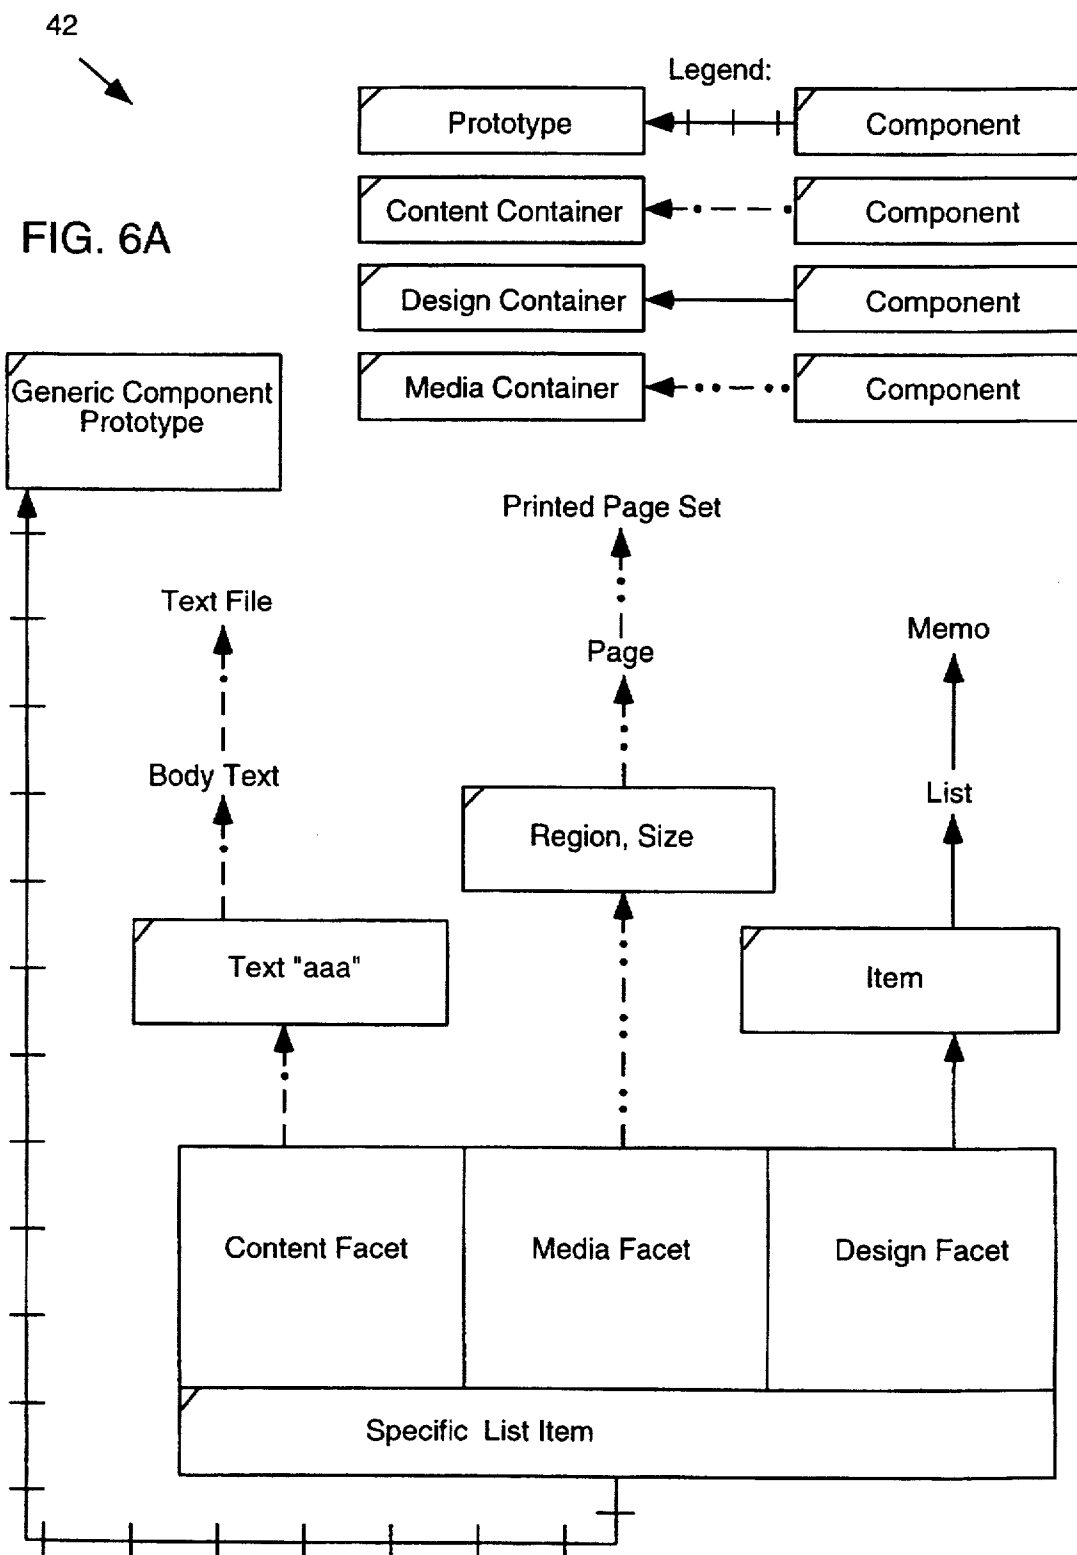 42
Legend:
Prototype
Component
Content Container
Component
FIG. 6A
Design Container
Component
Media Container
Component
Generic Component
Prototype
Printed Page Set
Text File
Memo
Page
Body Text
List
Region, Size
Text "aaa"
Item
Content Facet
Media Facet
Design Facet
Specific List Item